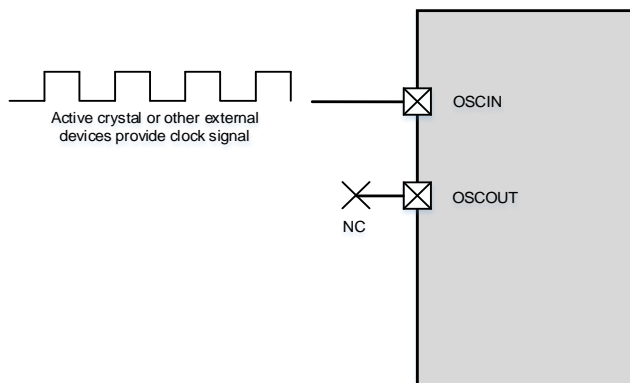 OSCIN
Active crystal or other external
devices provide clock signal
OSCOUT
NC